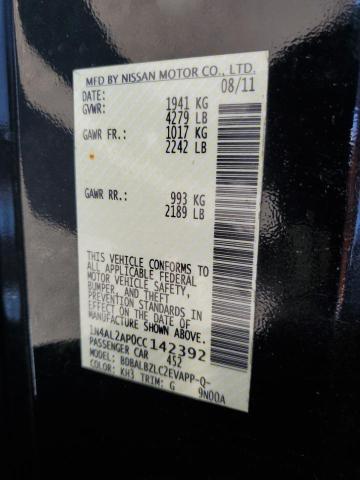 MFD BY NISSAN MOTOR CO., LTD.
DATE: 08/11
GVWR: 1941 KG
4279 LB
GAWR FR: 1017 KG
2242 LB
GAWR RR: 993 KG
2189 LB
THIS VEHICLE CONFORMS TO
ALL APPLICABLE FEDERAL
MOTOR VEHICLE SAFETY,
BUMPER, AND THEFT
PREVENTION STANDARDS
IN EFFECT ON THE DATE OF
MANUFACTURE SHOWN ABOVE.
1N4AL2AP0CC142392
PASSENGER CAR 452
MODEL: BDBALBZLC2EVAPP-Q-
KH3 TRIM: G 9N00A